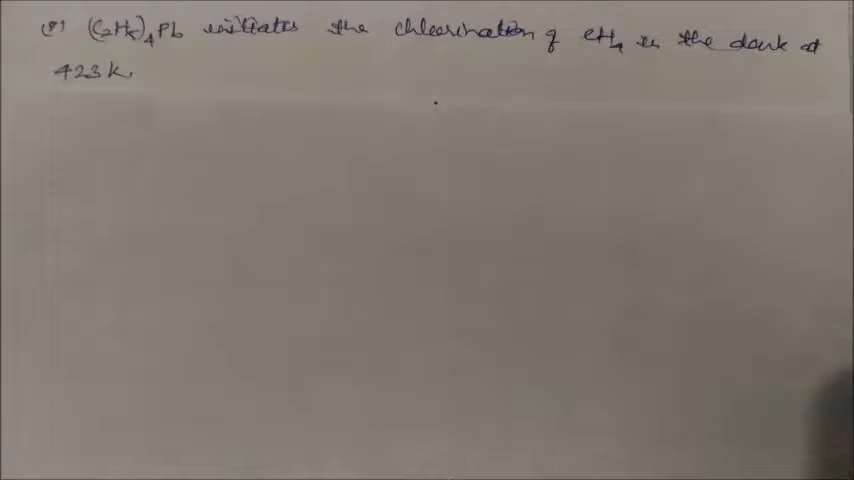 (P) (C2H5)4Pb initiates the chlorination of CH4 in the dark at
423 K.